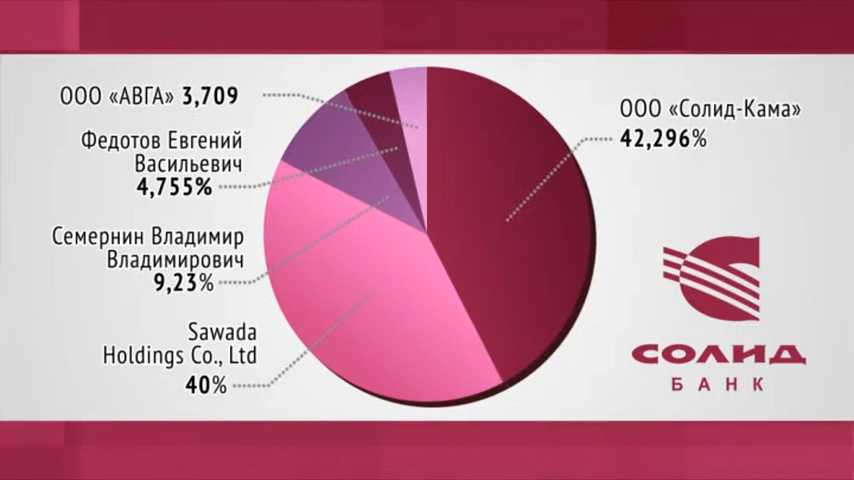 ООО «АВГА» 3,709
Федотов Евгений
Васильевич
4,755%
Семернин Владимир
Владимирович
9,23%
Sawada
Holdings Co., Ltd
40%
ООО «Солид-Кама»
42,296%
СОЛИД
БАНК